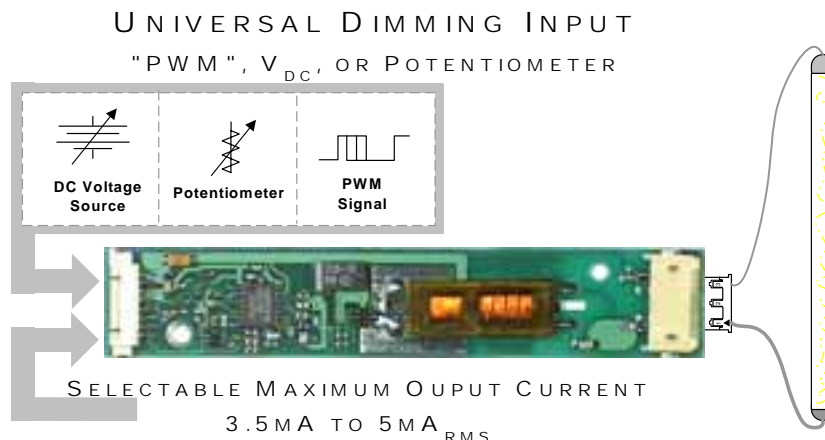 UNIVERSAL DIMMING INPUT
"PWM", VDC, OR POTENTIOMETER
DC Voltage
Source
Potentiometer
PWM
Signal
SELECTABLE MAXIMUM OUPUT CURRENT
3.5MA TO 5MARMS